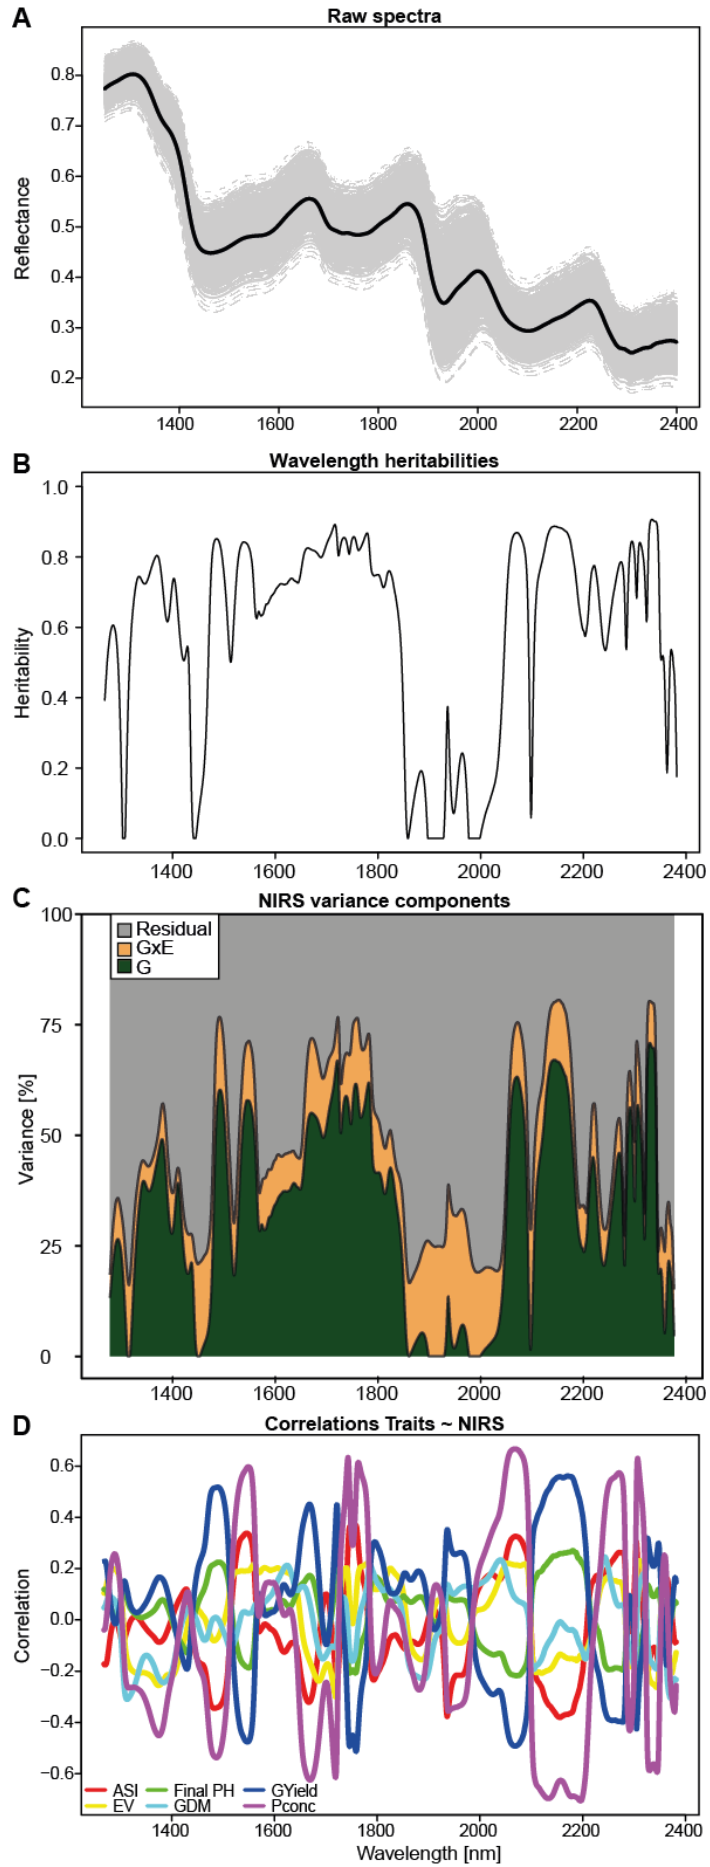 A
Raw spectra
0.8
0.7
0.6
0.5
0.4
0.3
0.2
Reflectance
1400 1600 1800 2000 2200 2400
B
Wavelength heritabilities
1.0
0.8
0.6
0.4
0.2
0.0
Heritability
1400 1600 1800 2000 2200 2400
C
NIRS variance components
100
75
50
25
0
Variance [%]
Residual
GxE
G
1400 1600 1800 2000 2200 2400
D
Correlations Traits ~ NIRS
0.6
0.4
0.2
0.0
−0.2
−0.4
−0.6
Correlation
ASI Final PH GYield
EV GDM Pconc
1400 1600 1800 2000 2200 2400
Wavelength [nm]